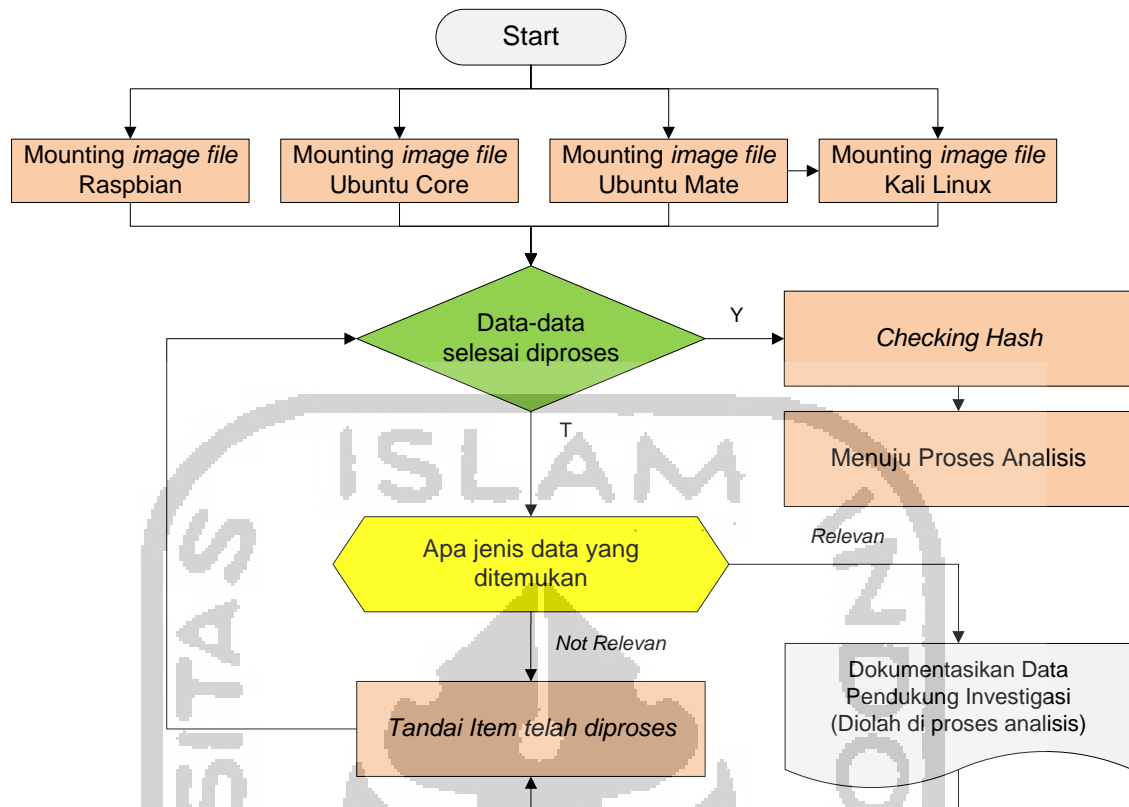 Start
Mounting image file
Raspbian
Mounting image file
Ubuntu Core
Mounting image file
Ubuntu Mate
Mounting image file
Kali Linux
Data-data
selesai diproses
Y
Checking Hash
T
Menuju Proses Analisis
ISLAM
Apa jenis data yang
ditemukan
Relevan
Not Relevan
Dokumentasikan Data
Pendukung Investigasi
(Diolah di proses analisis)
Tandai Item telah diproses
SITAS